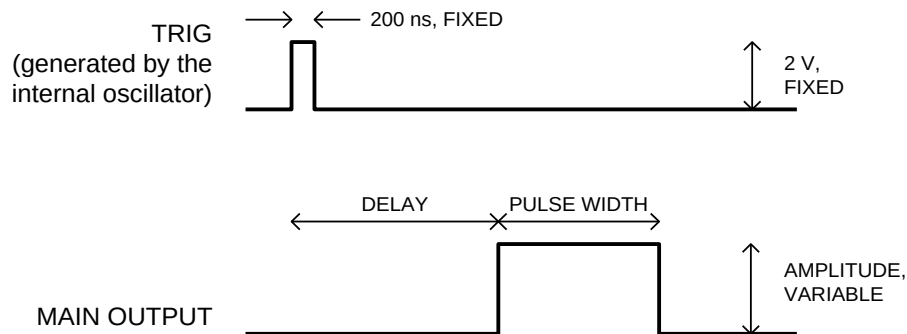 200 ns, FIXED
TRIG
(generated by the
internal oscillator)
2 V,
FIXED
DELAY
PULSE WIDTH
AMPLITUDE,
VARIABLE
MAIN OUTPUT